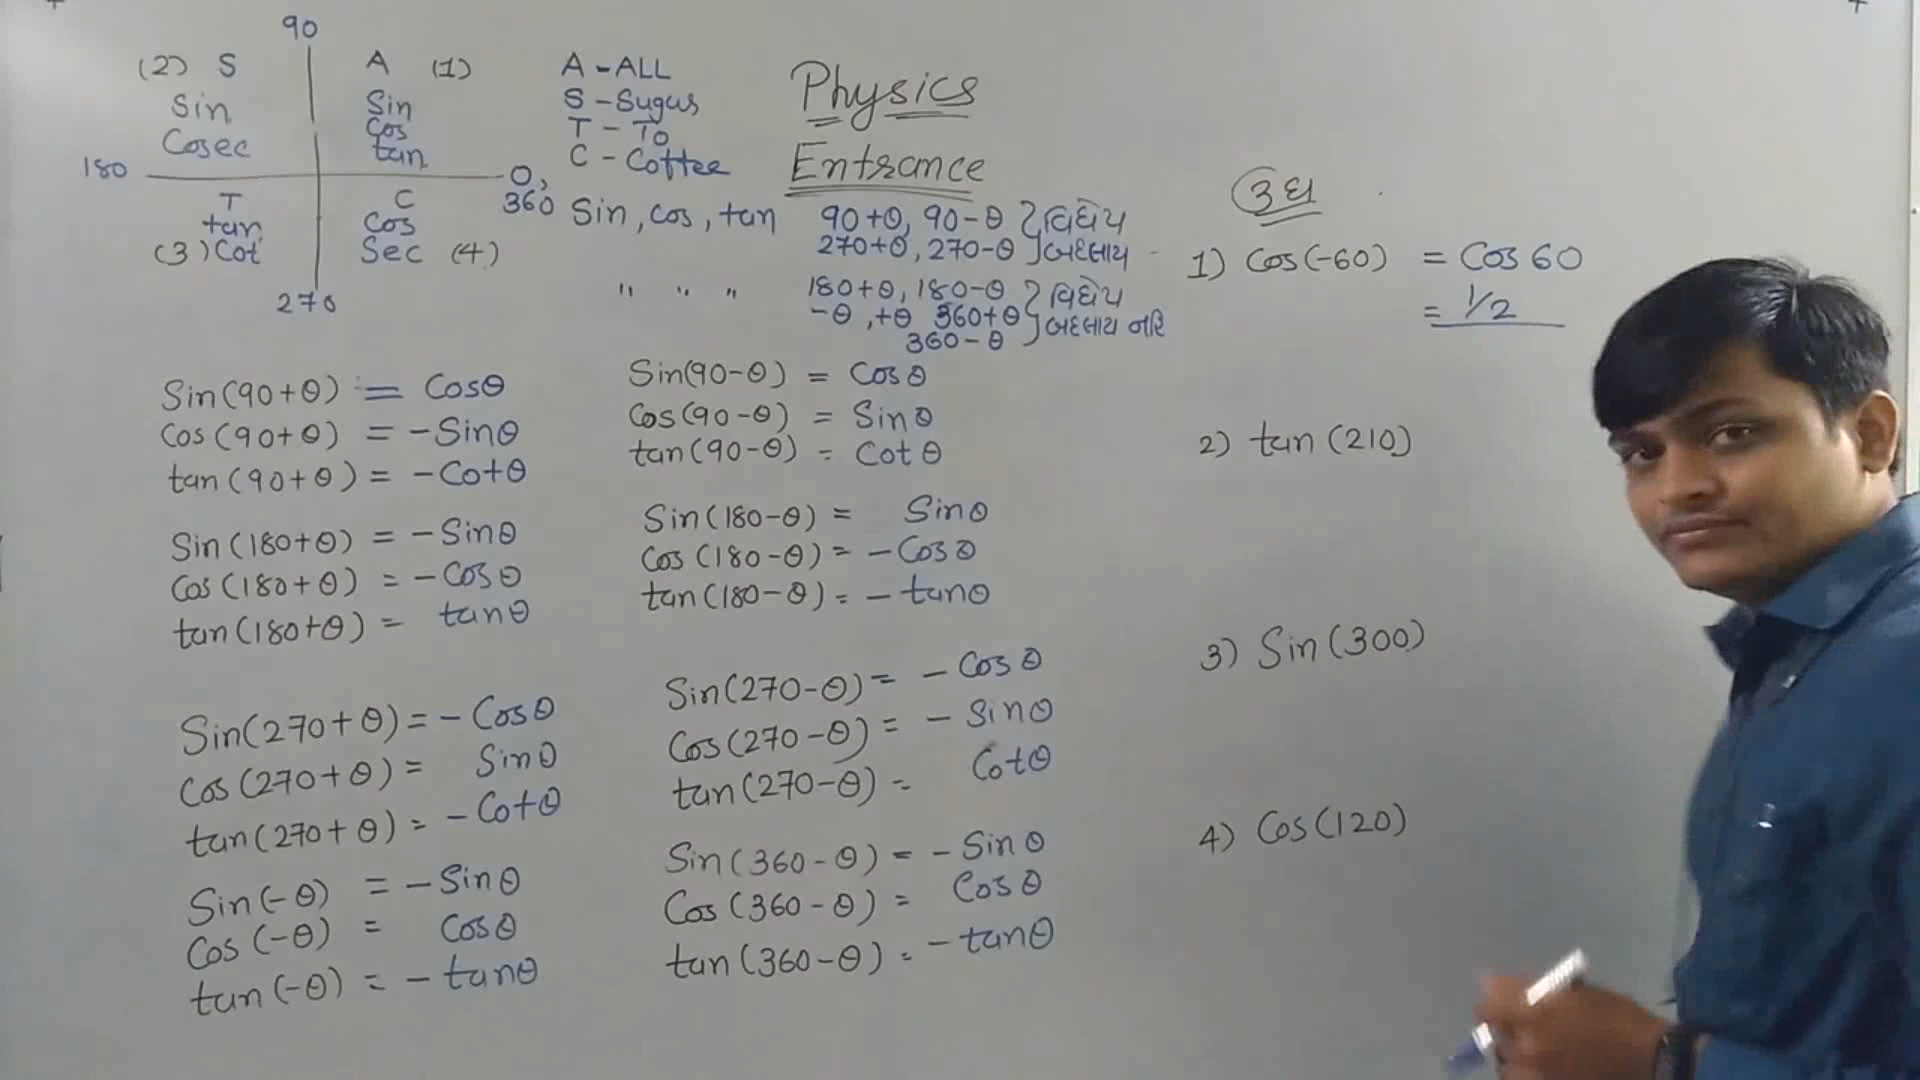 90
(2) S
Sin
Cosec
A (1)
Sin
Cos
tan
180
0,
360
T
tan
(3) Cot
C
Cos
Sec (4)
270
A - ALL
S - Sugus
T - To
C - Coffee
Physics
Entrance
Sin, Cos, tan 90+θ, 90-θ
270+θ, 270-θ
વિધેય
બદલાય
" " " 180+θ, 180-θ
-θ, +θ 360+θ
360-θ
વિધેય
બદલાય નહિ
Sin(90+θ) = Cosθ
Cos(90+θ) = -Sinθ
tan(90+θ) = -Cotθ
Sin(180+θ) = -Sinθ
Cos(180+θ) = -Cosθ
tan(180+θ) = tanθ
Sin(270+θ) = -Cosθ
Cos(270+θ) = Sinθ
tan(270+θ) = -Cotθ
Sin(-θ) = -Sinθ
Cos(-θ) = Cosθ
tan(-θ) = -tanθ
Sin(90-θ) = Cosθ
Cos(90-θ) = Sinθ
tan(90-θ) = Cotθ
Sin(180-θ) = Sinθ
Cos(180-θ) = -Cosθ
tan(180-θ) = -tanθ
Sin(270-θ) = -Cosθ
Cos(270-θ) = -Sinθ
tan(270-θ) = Cotθ
Sin(360-θ) = -Sinθ
Cos(360-θ) = Cosθ
tan(360-θ) = -tanθ
1) Cos(-60) = Cos 60
= 1/2
2) tan(210)
3) Sin(300)
4) Cos(120)